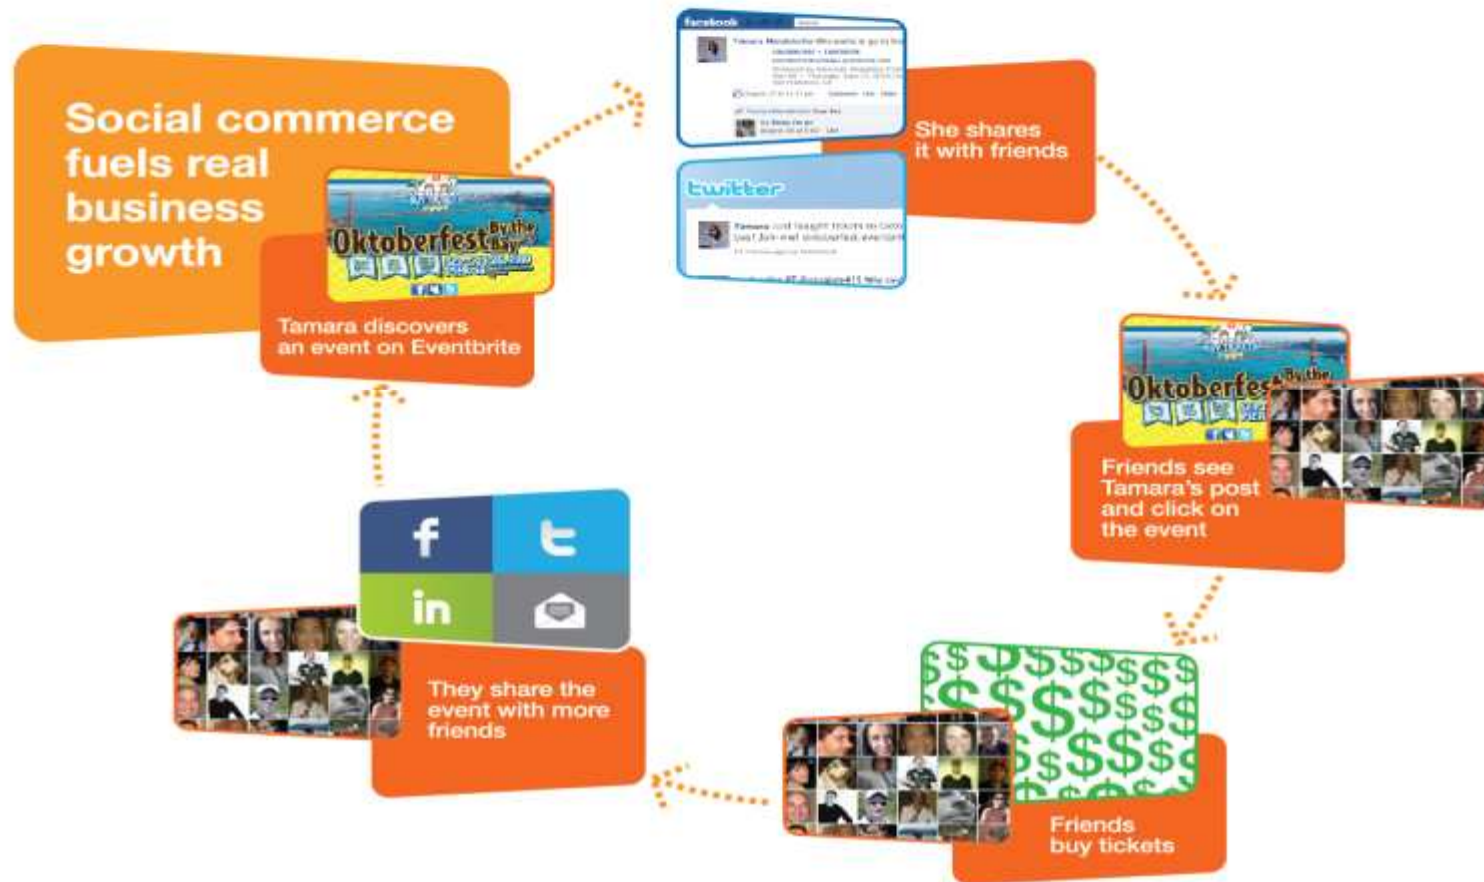 Social commerce
fuels real
business
growth
Oktoberfest By the
Bay
Tamara discovers
an event on Eventbrite
facebook
She shares
it with friends
twitter
Oktoberfest By the
Friends see
Tamara's post
and click on
the event
Friends
buy tickets
f t
in
They share the
event with more
friends